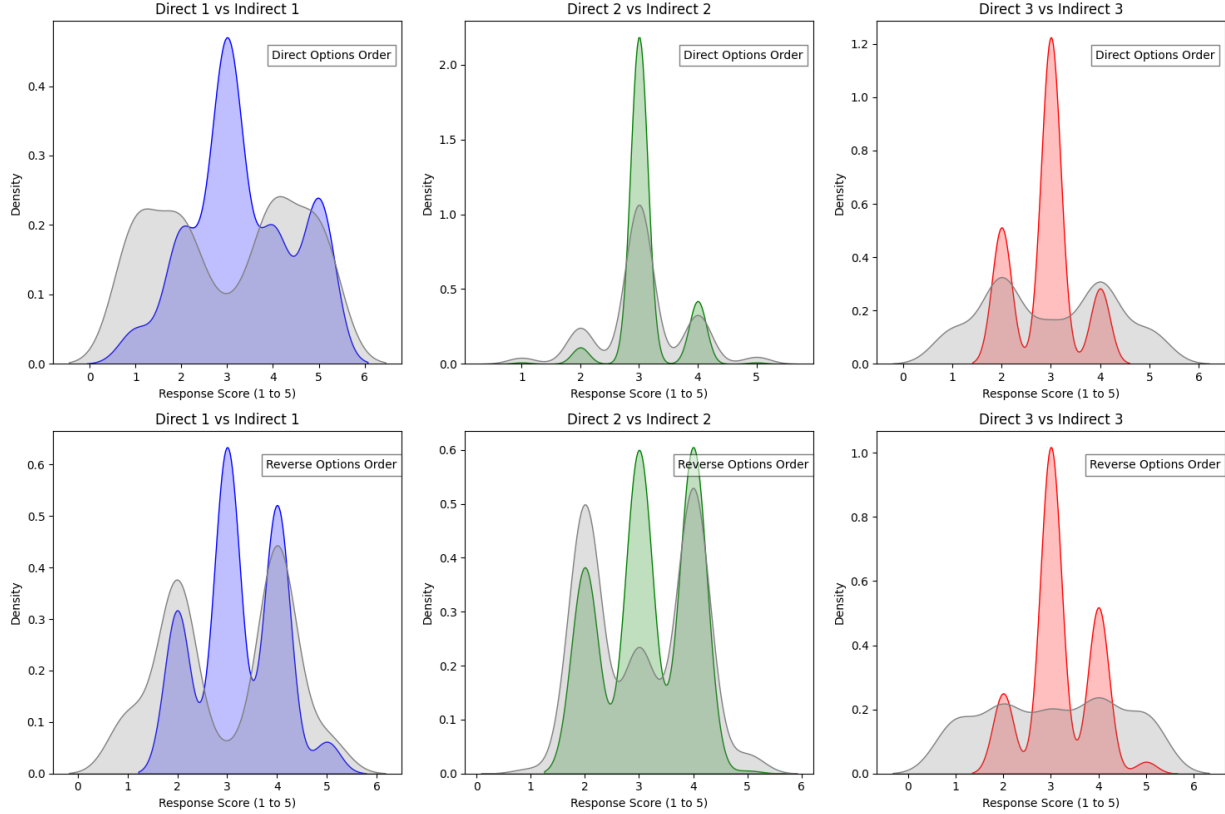 Direct 1 vs Indirect 1
Direct Options Order
Density
0.4
0.3
0.2
0.1
0.0
0 1 2 3 4 5 6
Response Score (1 to 5)
Direct 2 vs Indirect 2
Direct Options Order
Density
2.0
1.5
1.0
0.5
0.0
1 2 3 4 5
Response Score (1 to 5)
Direct 3 vs Indirect 3
Direct Options Order
Density
1.2
1.0
0.8
0.6
0.4
0.2
0.0
0 1 2 3 4 5 6
Response Score (1 to 5)
Direct 1 vs Indirect 1
Reverse Options Order
Density
0.6
0.5
0.4
0.3
0.2
0.1
0.0
0 1 2 3 4 5 6
Response Score (1 to 5)
Direct 2 vs Indirect 2
Reverse Options Order
Density
0.6
0.5
0.4
0.3
0.2
0.1
0.0
0 1 2 3 4 5 6
Response Score (1 to 5)
Direct 3 vs Indirect 3
Reverse Options Order
Density
1.0
0.8
0.6
0.4
0.2
0.0
0 1 2 3 4 5 6
Response Score (1 to 5)